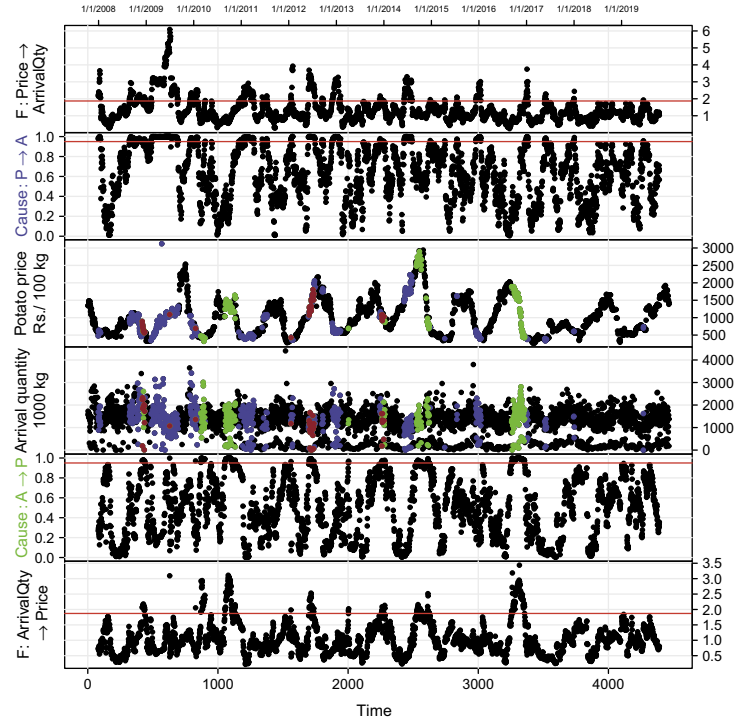 1/1/2008 1/1/2009 1/1/2010 1/1/2011 1/1/2012 1/1/2013 1/1/2014 1/1/2015 1/1/2016 1/1/2017 1/1/2018 1/1/2019
F : Price →
ArrivalQty
6
5
4
3
2
1
Cause : P → A
1.0
0.8
0.6
0.4
0.2
0.0
Potato price
Rs/ 100 kg
3000
2500
2000
1500
1000
500
Arrival quantity
1000 kg
4000
3000
2000
1000
0
Cause : A → P
1.0
0.8
0.6
0.4
0.2
0.0
F: ArrivalQty
→ Price
3.5
3.0
2.5
2.0
1.5
1.0
0.5
0 1000 2000 3000 4000
Time